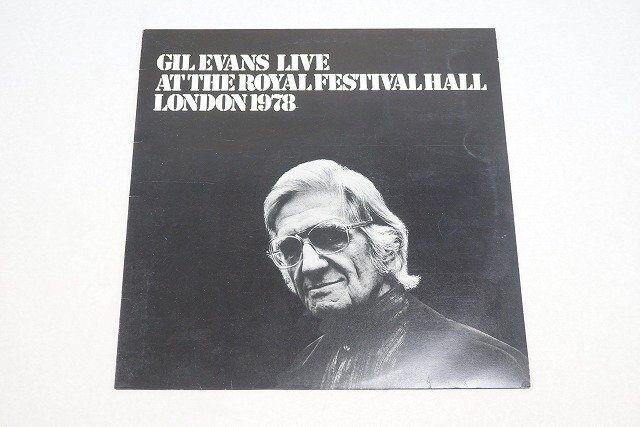 GIL EVANS LIVE
AT THE ROYAL FESTIVAL HALL
LONDON 1978